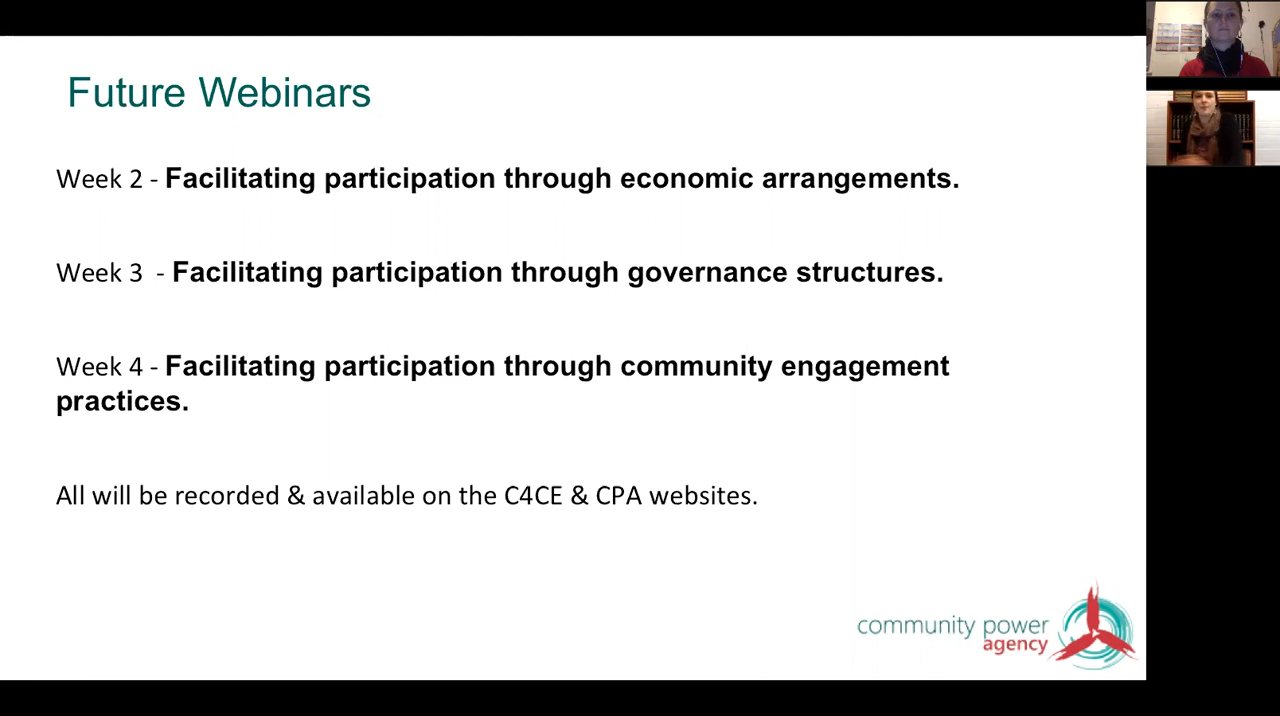 Future Webinars
Week 2 - Facilitating participation through economic arrangements.
Week 3 - Facilitating participation through governance structures.
Week 4 - Facilitating participation through community engagement
practices.
All will be recorded & available on the C4CE & CPA websites.
community power
agency